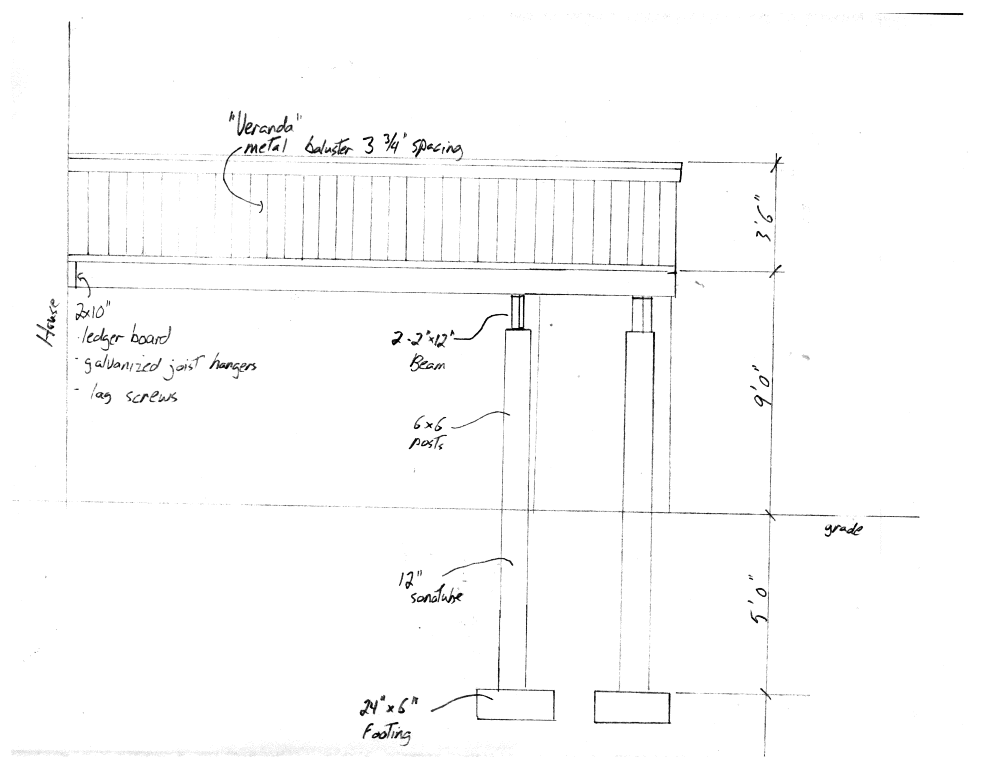 "Veranda"
metal baluster 3 3/4" spacing
3'6"
House
2x10"
- ledger board
- galvanized joist hangers
- lag screws
2-2"x12"
Beam
9'0"
6x6
posts
grade
12"
sonotube
5'0"
24"x6"
Footing